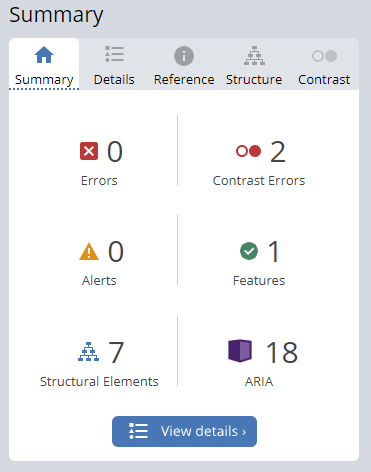 Summary
Summary Details Reference Structure Contrast
0 2
Errors Contrast Errors
0 1
Alerts Features
7 18
Structural Elements ARIA
View details ›